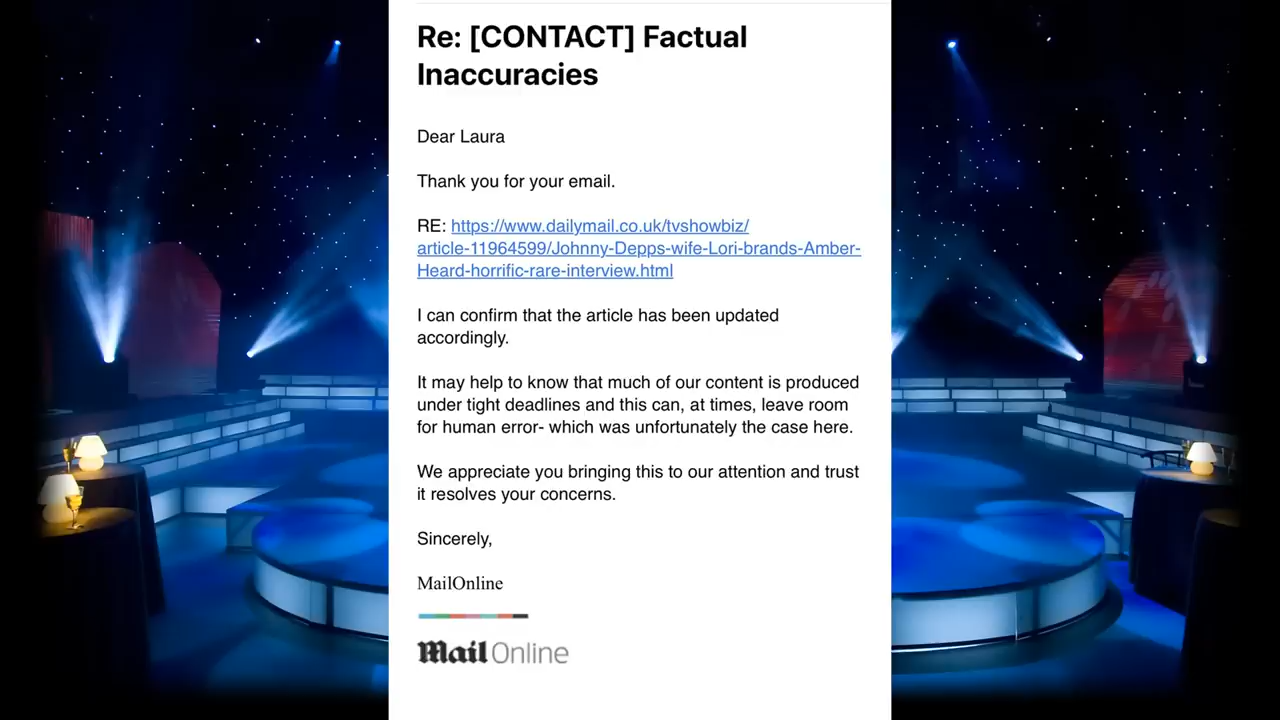 Re: [CONTACT] Factual
Inaccuracies
Dear Laura
Thank you for your email.
RE: https://www.dailymail.co.uk/tvshowbiz/
article-11964599/Johnny-Depps-wife-Lori-brands-Amber-
Heard-horrific-rare-interview.html
I can confirm that the article has been updated
accordingly.
It may help to know that much of our content is produced
under tight deadlines and this can, at times, leave room
for human error- which was unfortunately the case here.
We appreciate you bringing this to our attention and trust
it resolves your concerns.
Sincerely,
MailOnline
Mail Online